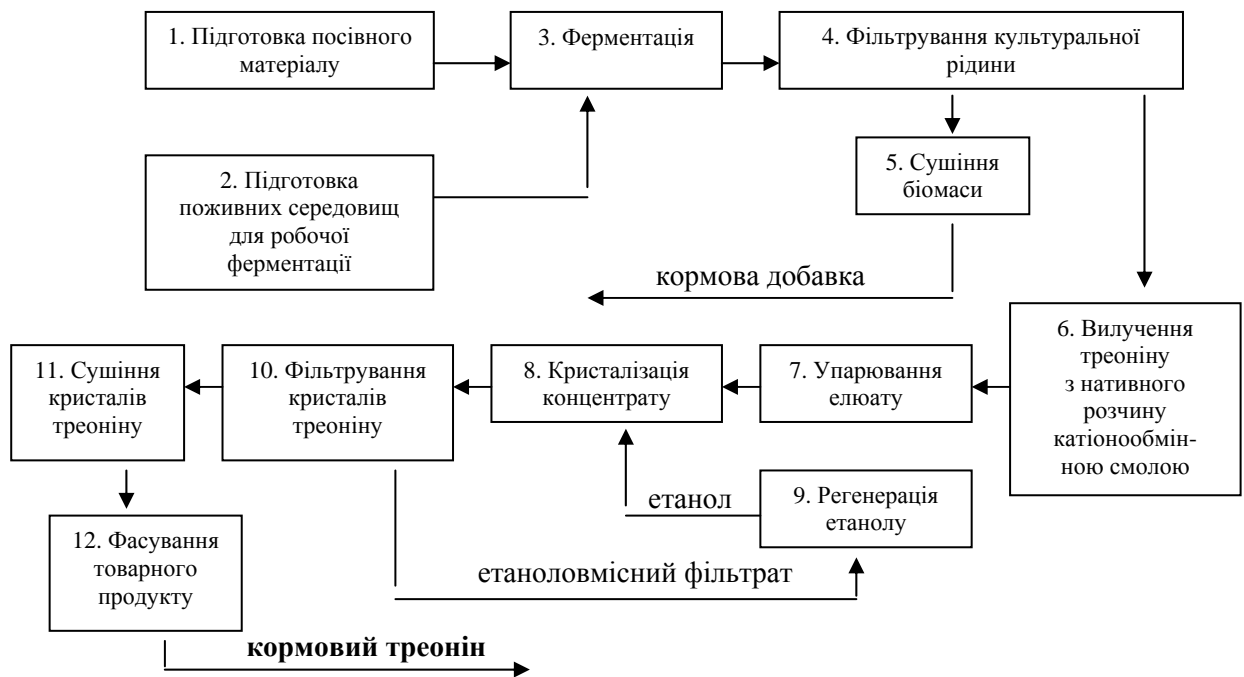 1. Підготовка посівного
матеріалу
3. Ферментація
4. Фільтрування культуральної
рідини
2. Підготовка
поживних середовищ
для робочої
ферментації
5. Сушіння
біомаси
кормова добавка
6. Вилучення
треоніну
з нативного
розчину
катіонообмін-
ною смолою
7. Упарювання
елюату
8. Кристалізація
концентрату
10. Фільтрування
кристалів
треоніну
11. Сушіння
кристалів
треоніну
9. Регенерація
етанолу
етанол
етаноловмісний фільтрат
12. Фасування
товарного
продукту
кормовий треонін